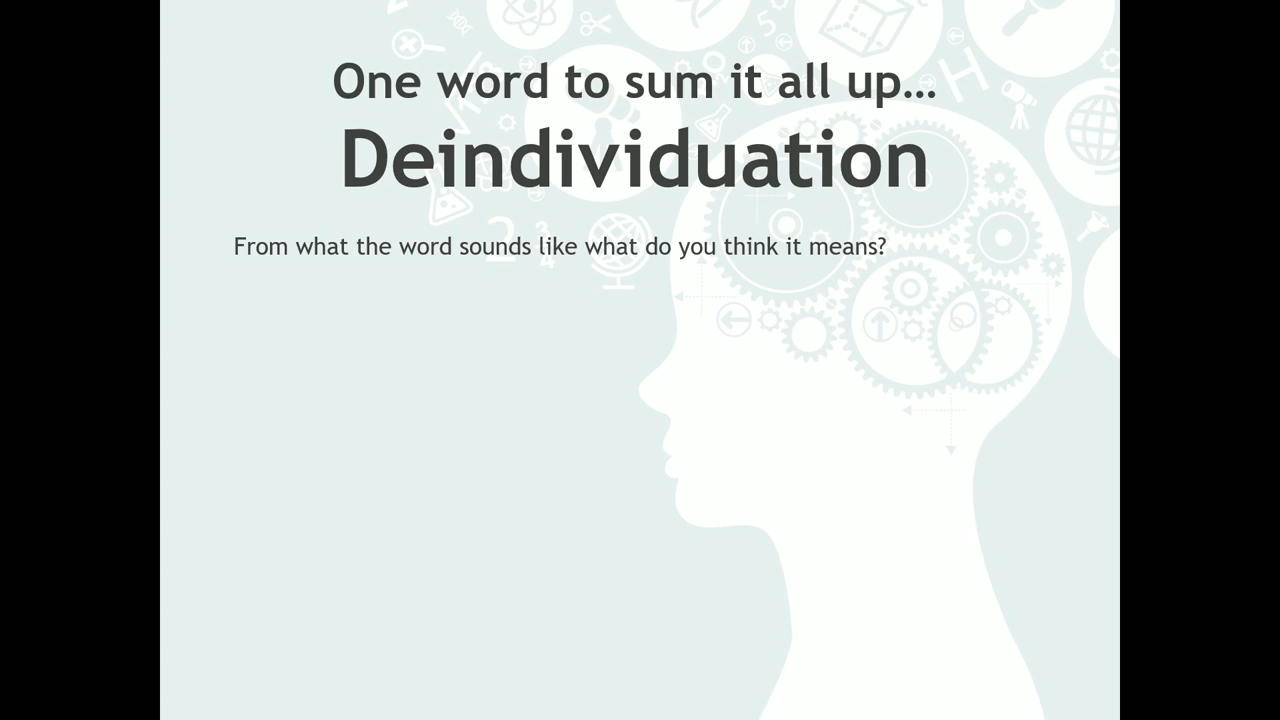 One word to sum it all up…
Deindividuation
From what the word sounds like what do you think it means?